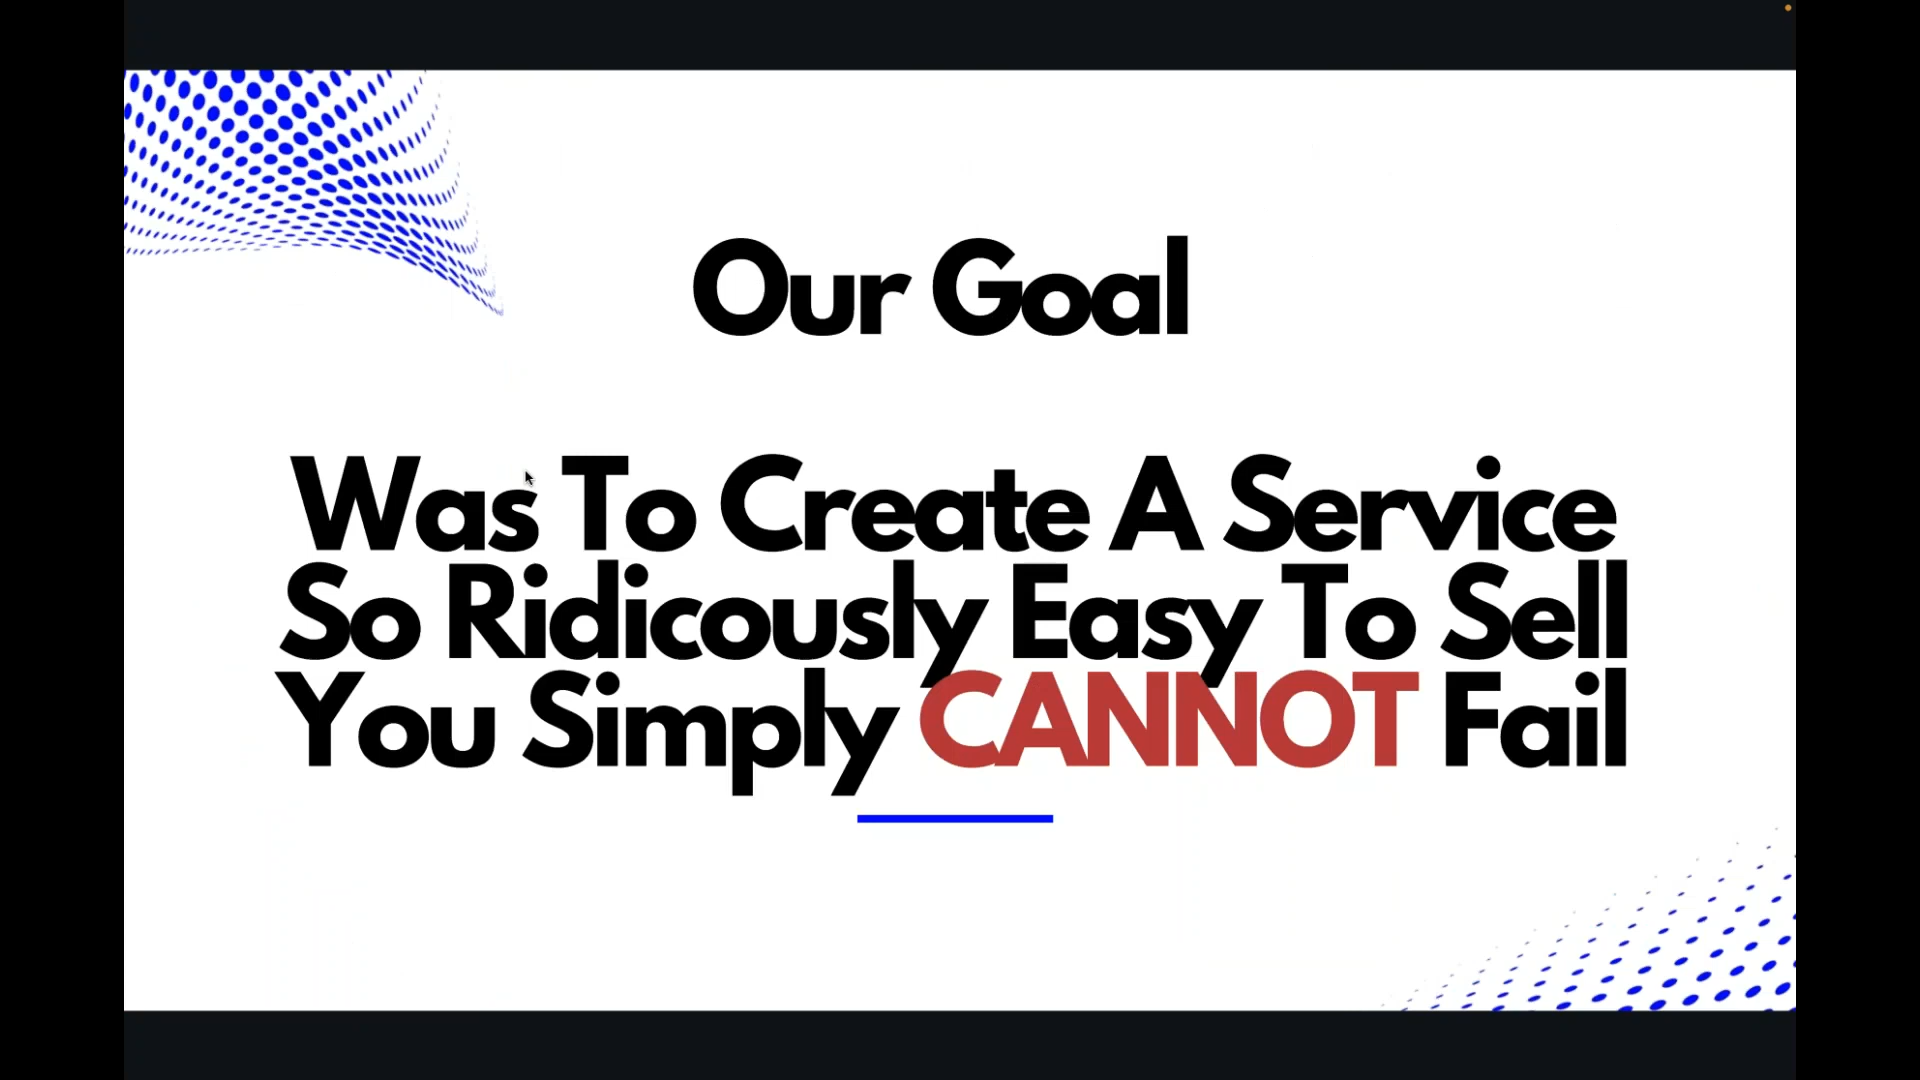 Our Goal
Was To Create A Service
So Ridicously Easy To Sell
You Simply CANNOT Fail